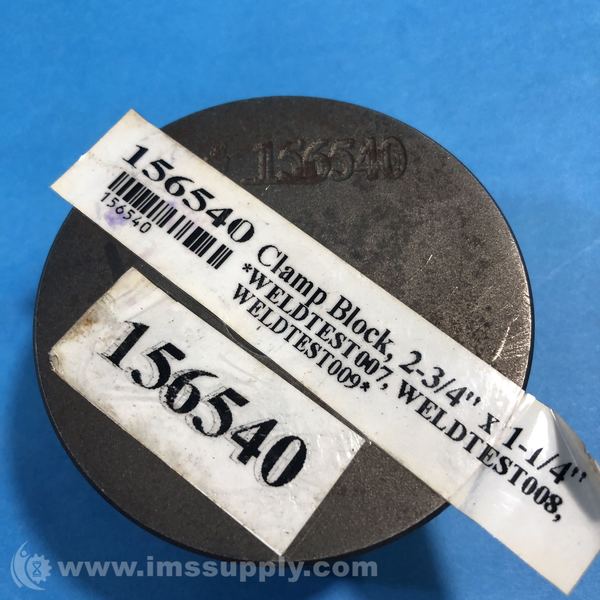 156540
156540 Clamp Block, 2-3/4" x 1-1/4"
156540
*WELDTEST007, WELDTEST008,
WELDTEST009*
156540
www.imssupply.com